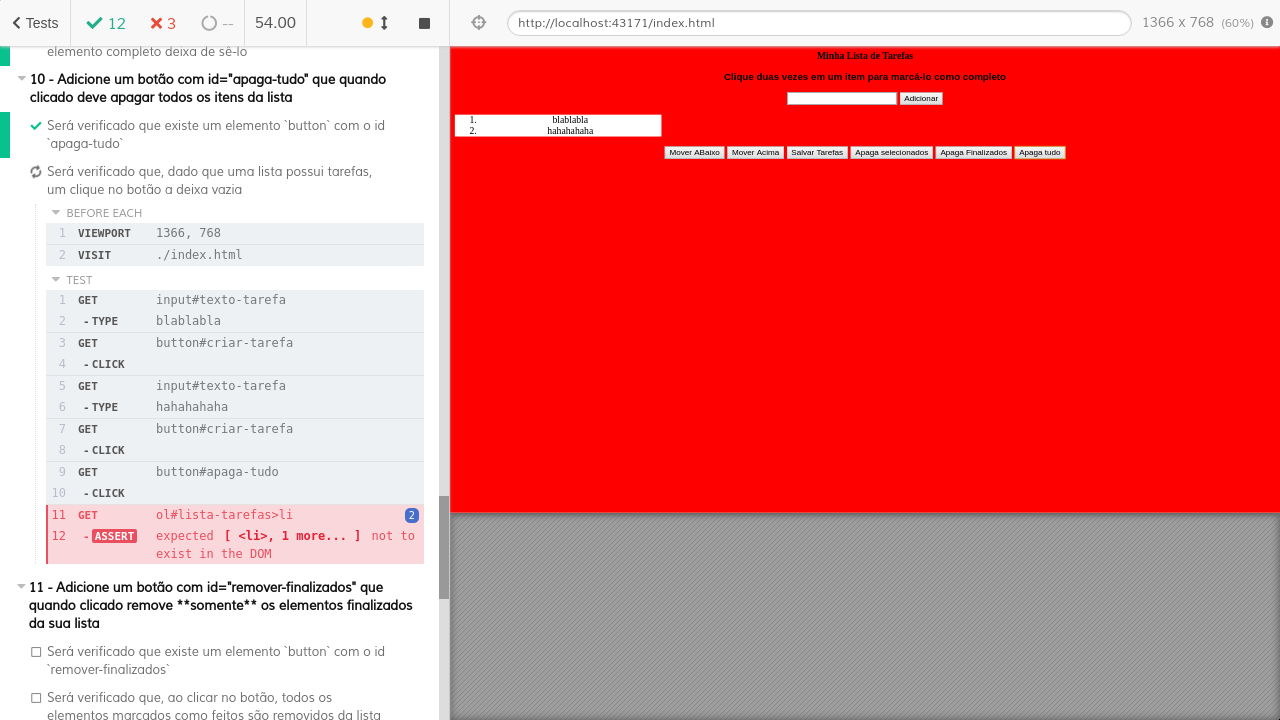 Tests
12
3
--
54.00
http://localhost:43171/index.html
1366 x 768 (60%)
elemento completo deixa de sê-lo
10 - Adicione um botão com id="apaga-tudo" que quando
clicado deve apagar todos os itens da lista
Será verificado que existe um elemento `button` com o id
`apaga-tudo`
Será verificado que, dado que uma lista possui tarefas,
um clique no botão a deixa vazia
BEFORE EACH
1 VIEWPORT 1366, 768
2 VISIT ./index.html
TEST
1 GET input#texto-tarefa
2 -TYPE blablabla
3 GET button#criar-tarefa
4 -CLICK
5 GET input#texto-tarefa
6 -TYPE hahahahaha
7 GET button#criar-tarefa
8 -CLICK
9 GET button#apaga-tudo
10 -CLICK
11 GET ol#lista-tarefas>li 2
12 -ASSERT expected [ <li>, 1 more... ] not to
exist in the DOM
11 - Adicione um botão com id="remover-finalizados" que
quando clicado remove **somente** os elementos finalizados
da sua lista
Será verificado que existe um elemento `button` com o id
`remover-finalizados`
Será verificado que, ao clicar no botão, todos os
elementos marcados como feitos são removidos da lista
Minha Lista de Tarefas
Clique duas vezes em um item para marcá-lo como completo
Adicionar
1. blablabla
2. hahahahaha
Mover ABaixo Mover Acima Salvar Tarefas Apaga selecionados Apaga Finalizados Apaga tudo